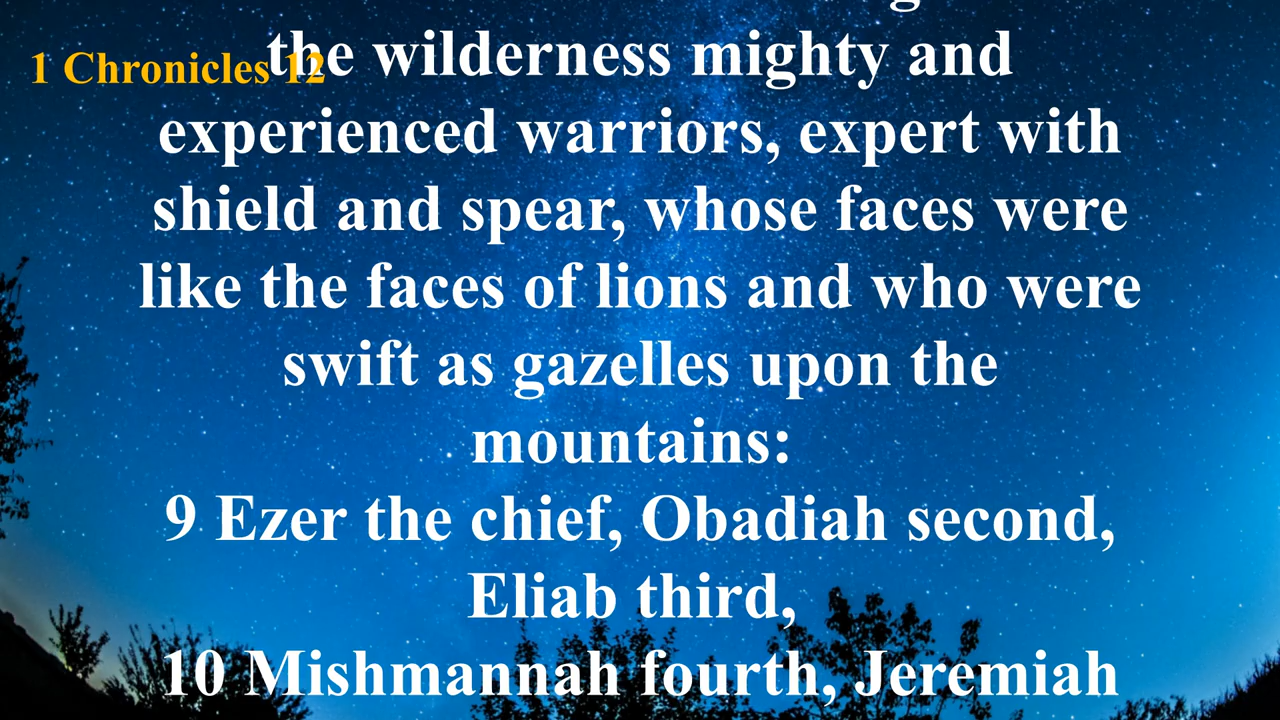 1 Chronicles 12
the wilderness mighty and
experienced warriors, expert with
shield and spear, whose faces were
like the faces of lions and who were
swift as gazelles upon the
mountains:
9 Ezer the chief, Obadiah second,
Eliab third,
10 Mishmannah fourth, Jeremiah